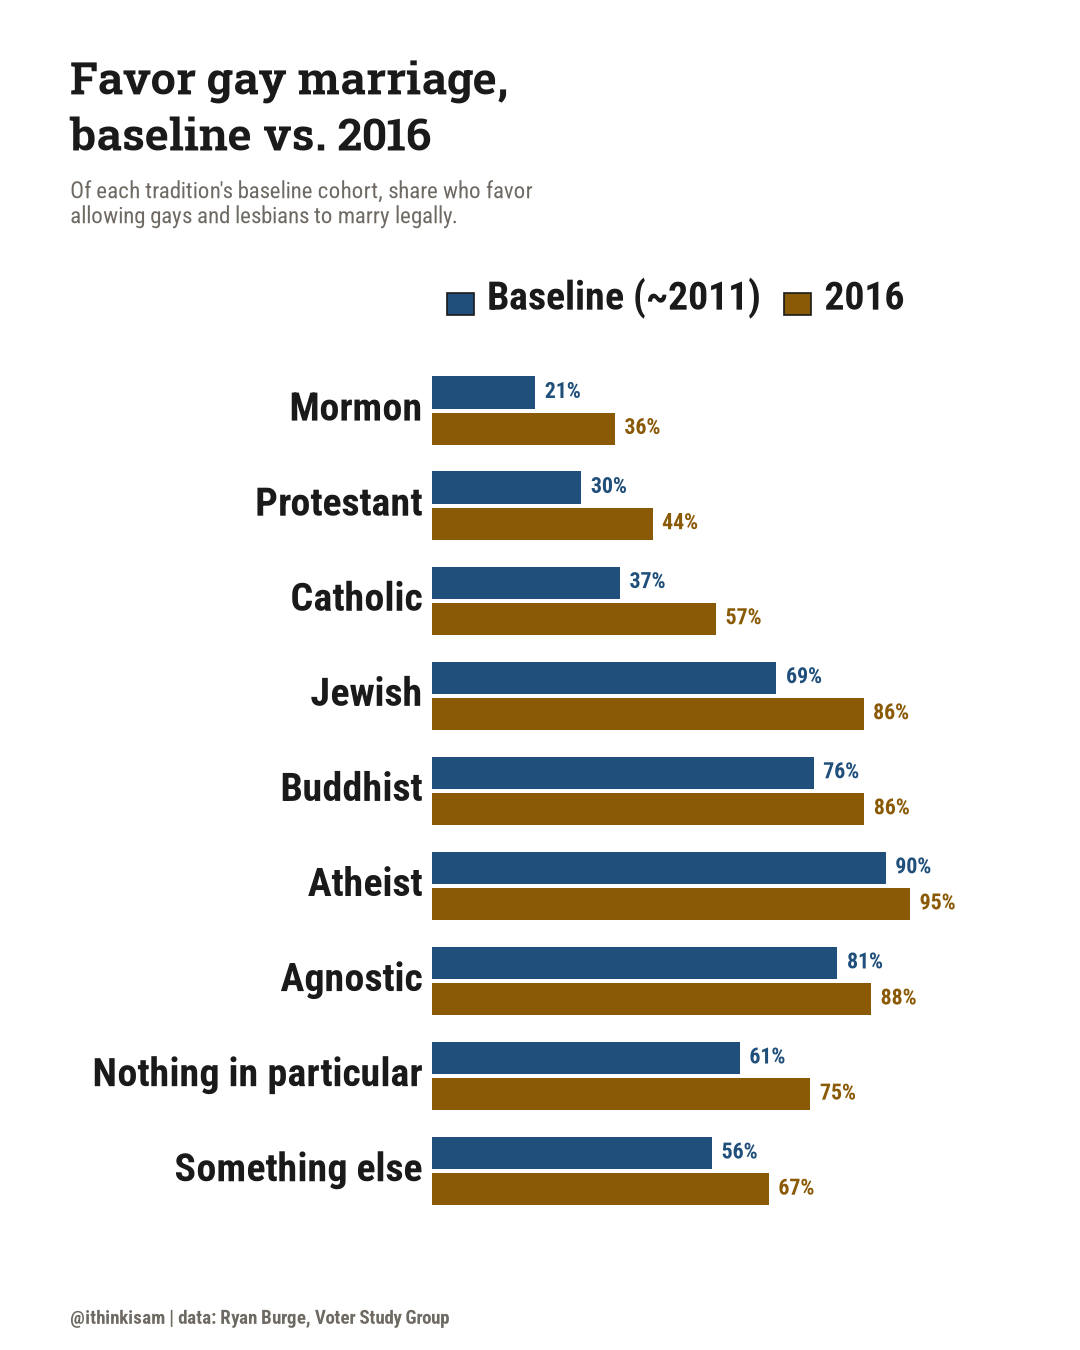 Favor gay marriage,
baseline vs. 2016
Of each tradition's baseline cohort, share who favor
allowing gays and lesbians to marry legally.
Baseline (~2011) 2016
Mormon 21%
36%
Protestant 30%
44%
Catholic 37%
57%
Jewish 69%
86%
Buddhist 76%
86%
Atheist 90%
95%
Agnostic 81%
88%
Nothing in particular 61%
75%
Something else 56%
67%
@ithinkisam | data: Ryan Burge, Voter Study Group